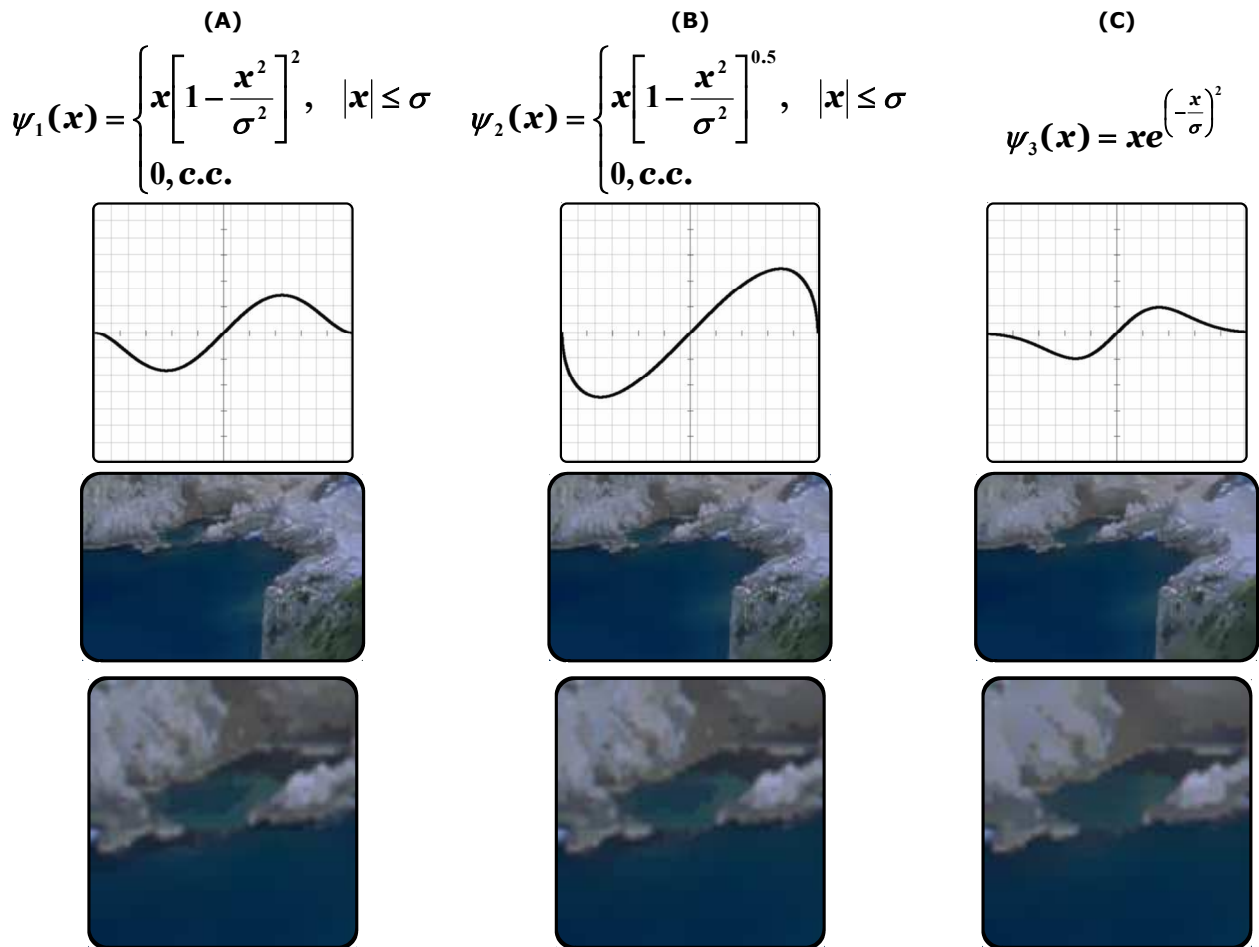 (A)
(B)
(C)
ψ₁(x) = { x[1 − x²/σ²]², |x| ≤ σ
0, c.c.
ψ₂(x) = { x[1 − x²/σ²]^0.5, |x| ≤ σ
0, c.c.
ψ₃(x) = xe^(−x/σ)²